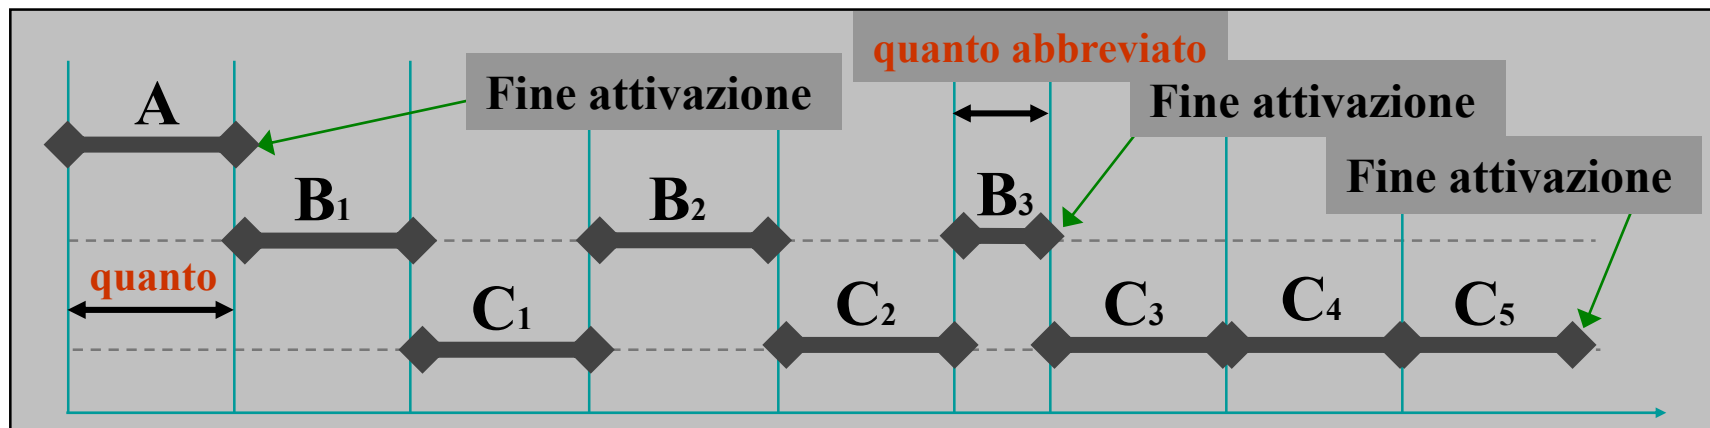 quanto abbreviato
Fine attivazione
Fine attivazione
Fine attivazione
A
B1
B2
B3
quanto
C1
C2
C3
C4
C5